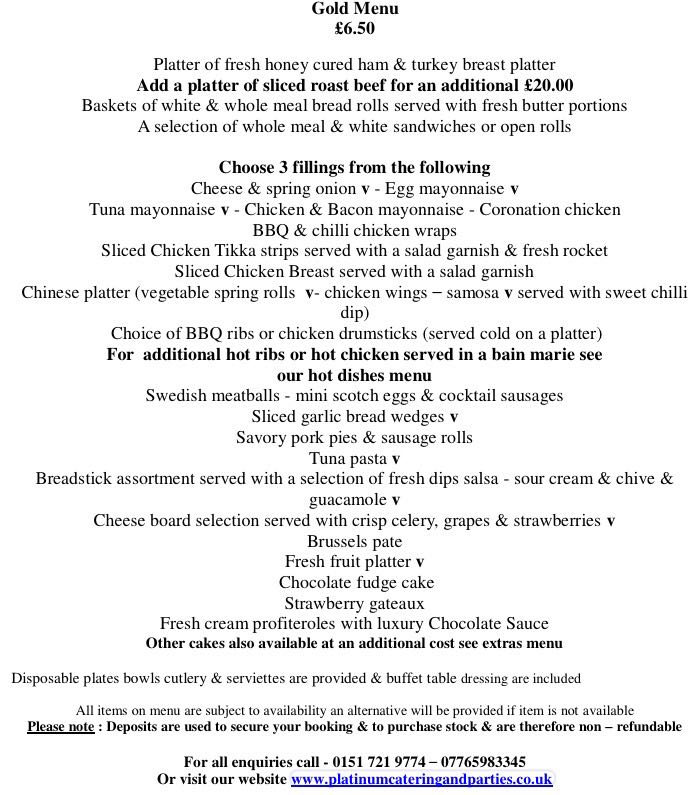 Gold Menu
£6.50
Platter of fresh honey cured ham & turkey breast platter
Add a platter of sliced roast beef for an additional £20.00
Baskets of white & whole meal bread rolls served with fresh butter portions
A selection of whole meal & white sandwiches or open rolls
Choose 3 fillings from the following
Cheese & spring onion v - Egg mayonnaise v
Tuna mayonnaise v - Chicken & Bacon mayonnaise - Coronation chicken
BBQ & chilli chicken wraps
Sliced Chicken Tikka strips served with a salad garnish & fresh rocket
Sliced Chicken Breast served with a salad garnish
Chinese platter (vegetable spring rolls  v- chicken wings – samosa v served with sweet chilli
dip)
Choice of BBQ ribs or chicken drumsticks (served cold on a platter)
For  additional hot ribs or hot chicken served in a bain marie see
our hot dishes menu
Swedish meatballs - mini scotch eggs & cocktail sausages
Sliced garlic bread wedges v
Savory pork pies & sausage rolls
Tuna pasta v
Breadstick assortment served with a selection of fresh dips salsa - sour cream & chive &
guacamole v
Cheese board selection served with crisp celery, grapes & strawberries v
Brussels pate
Fresh fruit platter v
Chocolate fudge cake
Strawberry gateaux
Fresh cream profiteroles with luxury Chocolate Sauce
Other cakes also available at an additional cost see extras menu
Disposable plates bowls cutlery & serviettes are provided & buffet table dressing are included
All items on menu are subject to availability an alternative will be provided if item is not available
Please note : Deposits are used to secure your booking & to purchase stock & are therefore non – refundable
For all enquiries call - 0151 721 9774 – 07765983345
Or visit our website www.platinumcateringandparties.co.uk